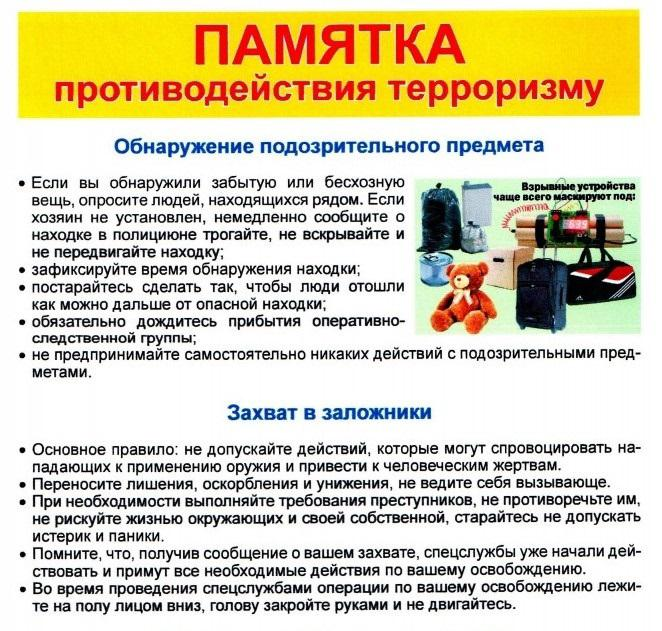 ПАМЯТКА
противодействия терроризму
Обнаружение подозрительного предмета
• Если вы обнаружили забытую или бесхозную
вещь, опросите людей, находящихся рядом. Если
хозяин не установлен, немедленно сообщите о
находке в полициюне трогайте, не вскрывайте и
не передвигайте находку;
• зафиксируйте время обнаружения находки;
• постарайтесь сделать так, чтобы люди отошли
как можно дальше от опасной находки;
• обязательно дождитесь прибытия оперативно-
следственной группы;
• не предпринимайте самостоятельно никаких действий с подозрительными пред-
метами.
Взрывные устройства
чаще всего маскируют под:
Захват в заложники
• Основное правило: не допускайте действий, которые могут спровоцировать на-
падающих к применению оружия и привести к человеческим жертвам.
• Переносите лишения, оскорбления и унижения, не ведите себя вызывающе.
• При необходимости выполняйте требования преступников, не противоречьте им,
не рискуйте жизнью окружающих и своей собственной, старайтесь не допускать
истерик и паники.
• Помните, что, получив сообщение о вашем захвате, спецслужбы уже начали дей-
ствовать и примут все необходимые действия по вашему освобождению.
• Во время проведения спецслужбами операции по вашему освобождению лежи-
те на полу лицом вниз, голову закройте руками и не двигайтесь.